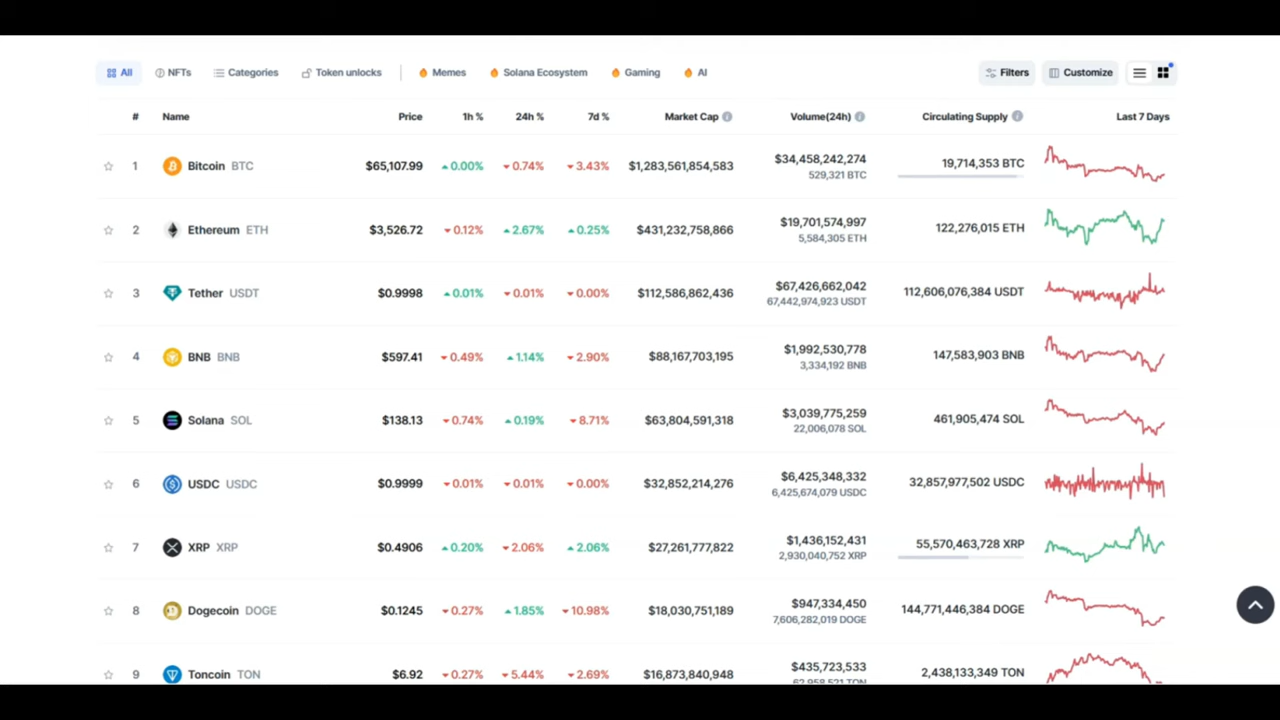 All NFTs Categories Token unlocks Memes Solana Ecosystem Gaming AI Filters Customize
# Name Price 1h % 24h % 7d % Market Cap Volume(24h) Circulating Supply Last 7 Days
1 Bitcoin BTC $65,107.99 0.00% 0.74% 3.43% $1,283,561,854,583 $34,458,242,274 19,714,353 BTC
529,321 BTC
2 Ethereum ETH $3,526.72 0.12% 2.67% 0.25% $431,232,758,866 $19,701,574,997 122,276,015 ETH
5,584,305 ETH
3 Tether USDT $0.9998 0.01% 0.01% 0.00% $112,586,862,436 $67,426,662,042 112,606,076,384 USDT
67,442,974,923 USDT
4 BNB BNB $597.41 0.49% 1.14% 2.90% $88,167,703,195 $1,992,530,778 147,583,903 BNB
3,334,192 BNB
5 Solana SOL $138.13 0.74% 0.19% 8.71% $63,804,591,318 $3,039,775,259 461,905,474 SOL
22,006,078 SOL
6 USDC USDC $0.9999 0.01% 0.01% 0.00% $32,852,214,276 $6,425,348,332 32,857,977,502 USDC
6,425,674,079 USDC
7 XRP XRP $0.4906 0.20% 2.06% 2.06% $27,261,777,822 $1,436,152,431 55,570,463,728 XRP
2,930,040,752 XRP
8 Dogecoin DOGE $0.1245 0.27% 1.85% 10.98% $18,030,751,189 $947,334,450 144,771,446,384 DOGE
7,606,282,019 DOGE
9 Toncoin TON $6.92 0.27% 5.44% 2.69% $16,873,840,948 $435,723,533 2,438,133,349 TON
62,958,521 TON